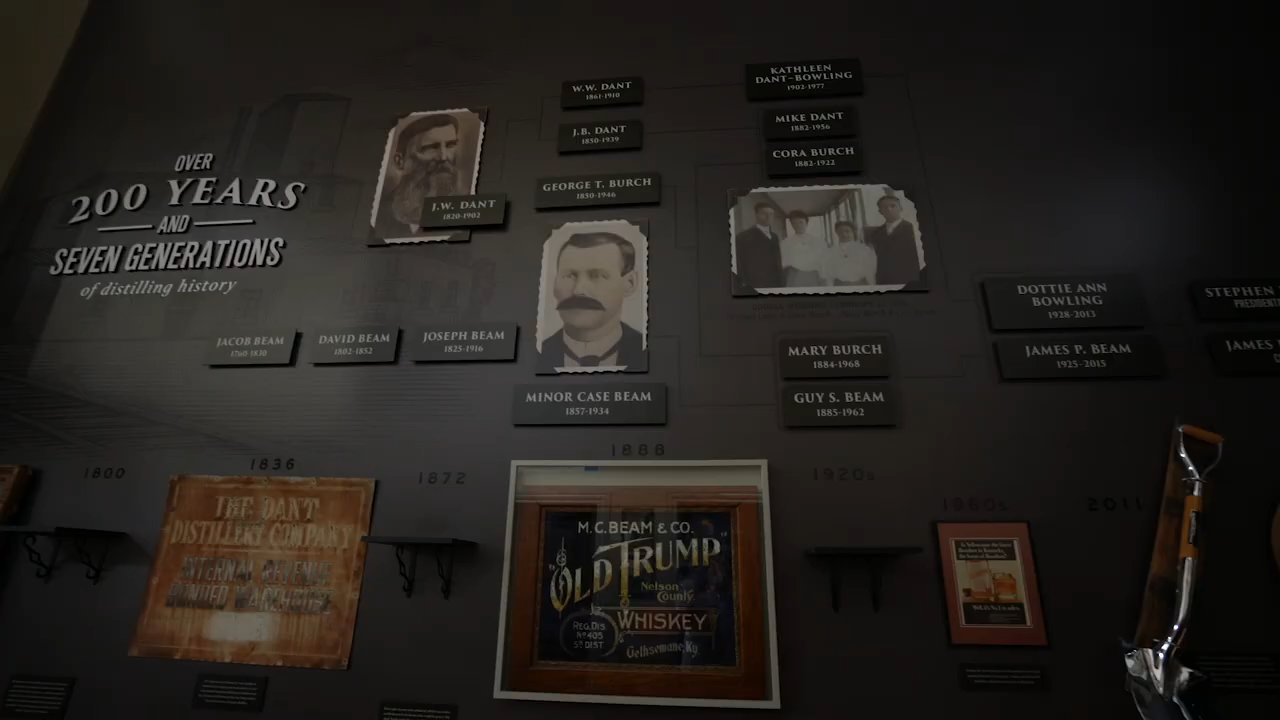 OVER
200 YEARS
AND
SEVEN GENERATIONS
of distilling history
J.W. DANT
1820-1902
W.W. DANT
1861-1910
J.B. DANT
1850-1939
GEORGE T. BURCH
1850-1946
KATHLEEN
DANT-BOWLING
1902-1977
MIKE DANT
1882-1956
CORA BURCH
1882-1922
JACOB BEAM
1760-1830
DAVID BEAM
1802-1852
JOSEPH BEAM
1825-1916
MINOR CASE BEAM
1857-1934
MARY BURCH
1884-1968
GUY S. BEAM
1885-1962
DOTTIE ANN
BOWLING
1928-2013
JAMES P. BEAM
1925-2015
STEPHEN
PRESIDENT
JAMES
1800
1836
1872
1888
1920s
1960s
2011
THE DANT
DISTILLERY COMPANY
INTERNAL REVENUE
BONDED WAREHOUSE
M.C. BEAM & CO.
"OLD TRUMP"
Nelson
County
WHISKEY
REG. DIS.
No 405
5th DIST.
Gethsemane, Ky